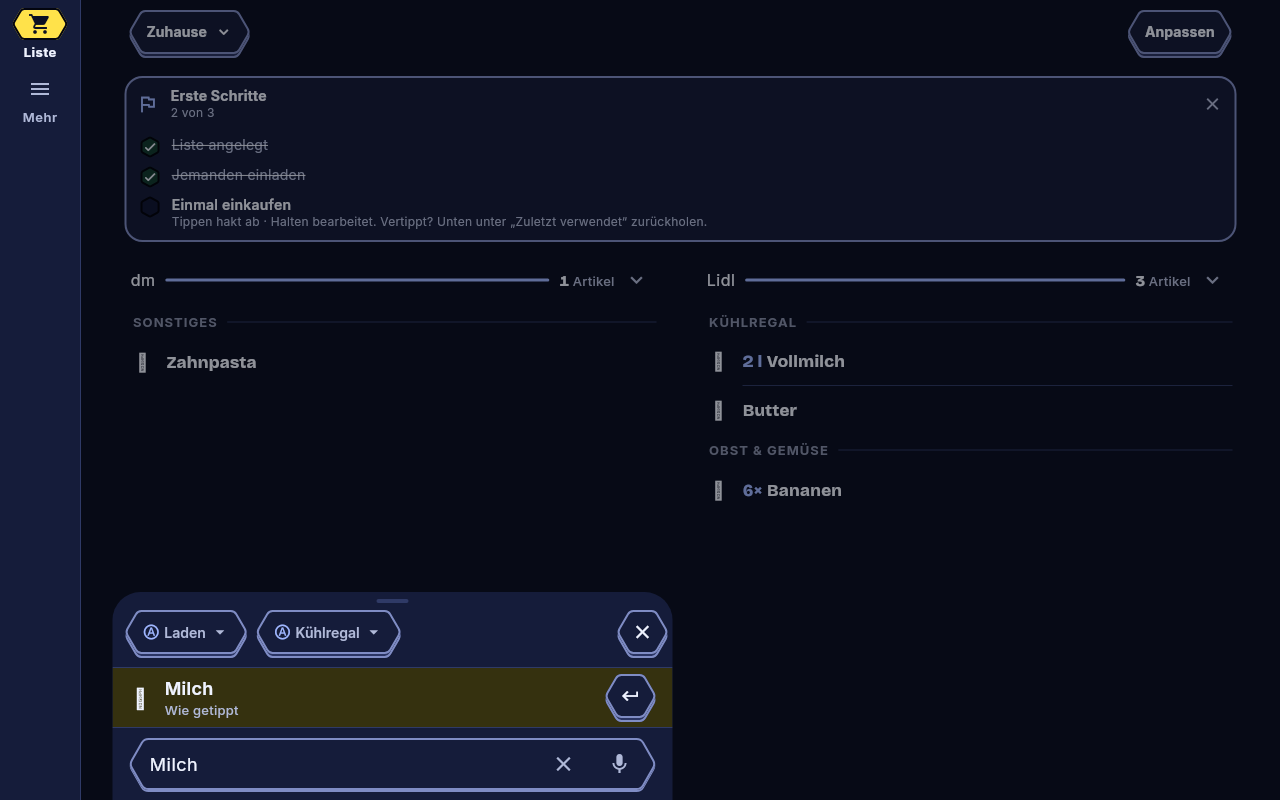 Liste
Mehr
Zuhause
Anpassen
Erste Schritte
2 von 3
Liste angelegt
Jemanden einladen
Einmal einkaufen
Tippen hakt ab · Halten bearbeitet. Vertippt? Unten unter „Zuletzt verwendet“ zurückholen.
dm
1 Artikel
SONSTIGES
Zahnpasta
Lidl
3 Artikel
KÜHLREGAL
2 l Vollmilch
Butter
OBST & GEMÜSE
6× Bananen
A Laden
A Kühlregal
Milch
Wie getippt
Milch